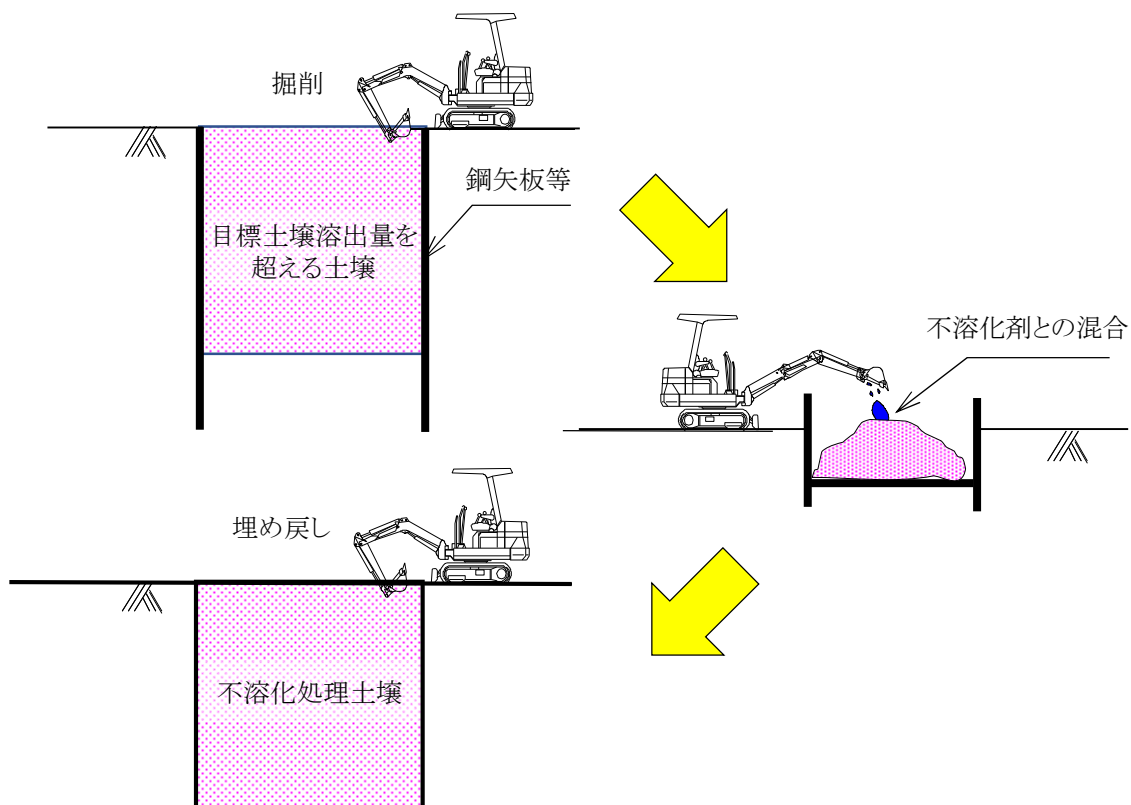 掘削
鋼矢板等
目標土壌溶出量を
超える土壌
不溶化剤との混合
埋め戻し
不溶化処理土壌